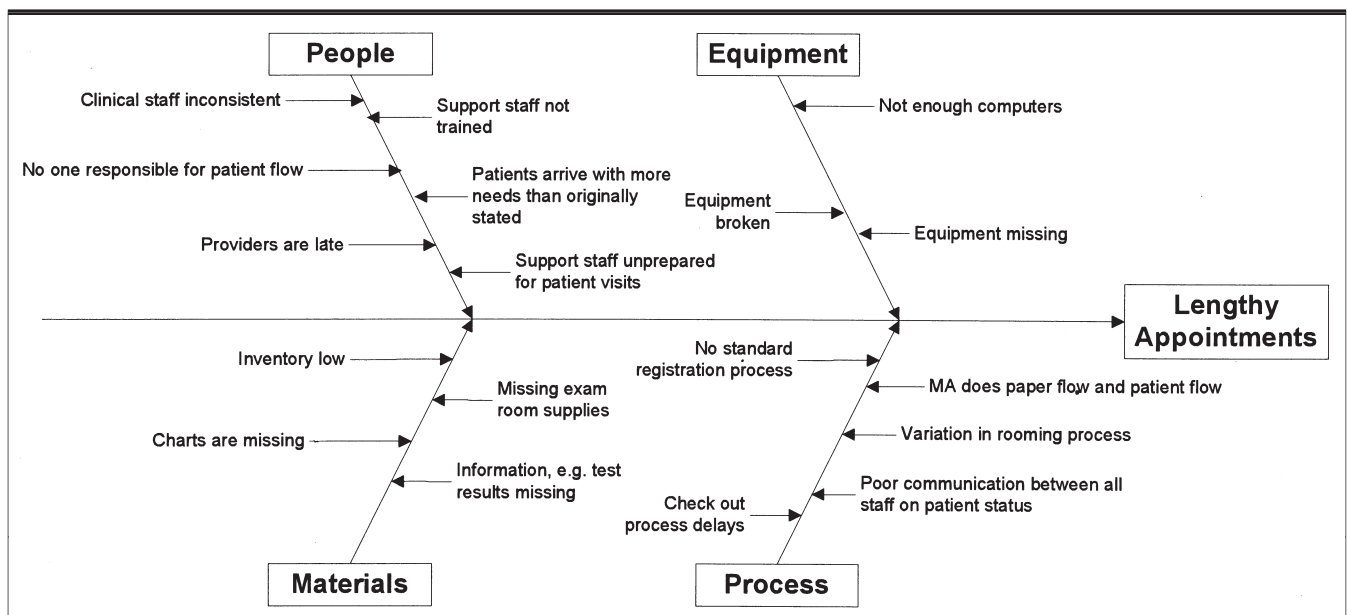 People
Equipment
Clinical staff inconsistent
Support staff not
trained
Not enough computers
No one responsible for patient flow
Patients arrive with more
needs than originally
stated
Equipment
broken
Equipment missing
Providers are late
Support staff unprepared
for patient visits
Lengthy
Appointments
Inventory low
No standard
registration process
Missing exam
room supplies
MA does paper flow and patient flow
Charts are missing
Variation in rooming process
Information, e.g. test
results missing
Poor communication between all
staff on patient status
Check out
process delays
Materials
Process